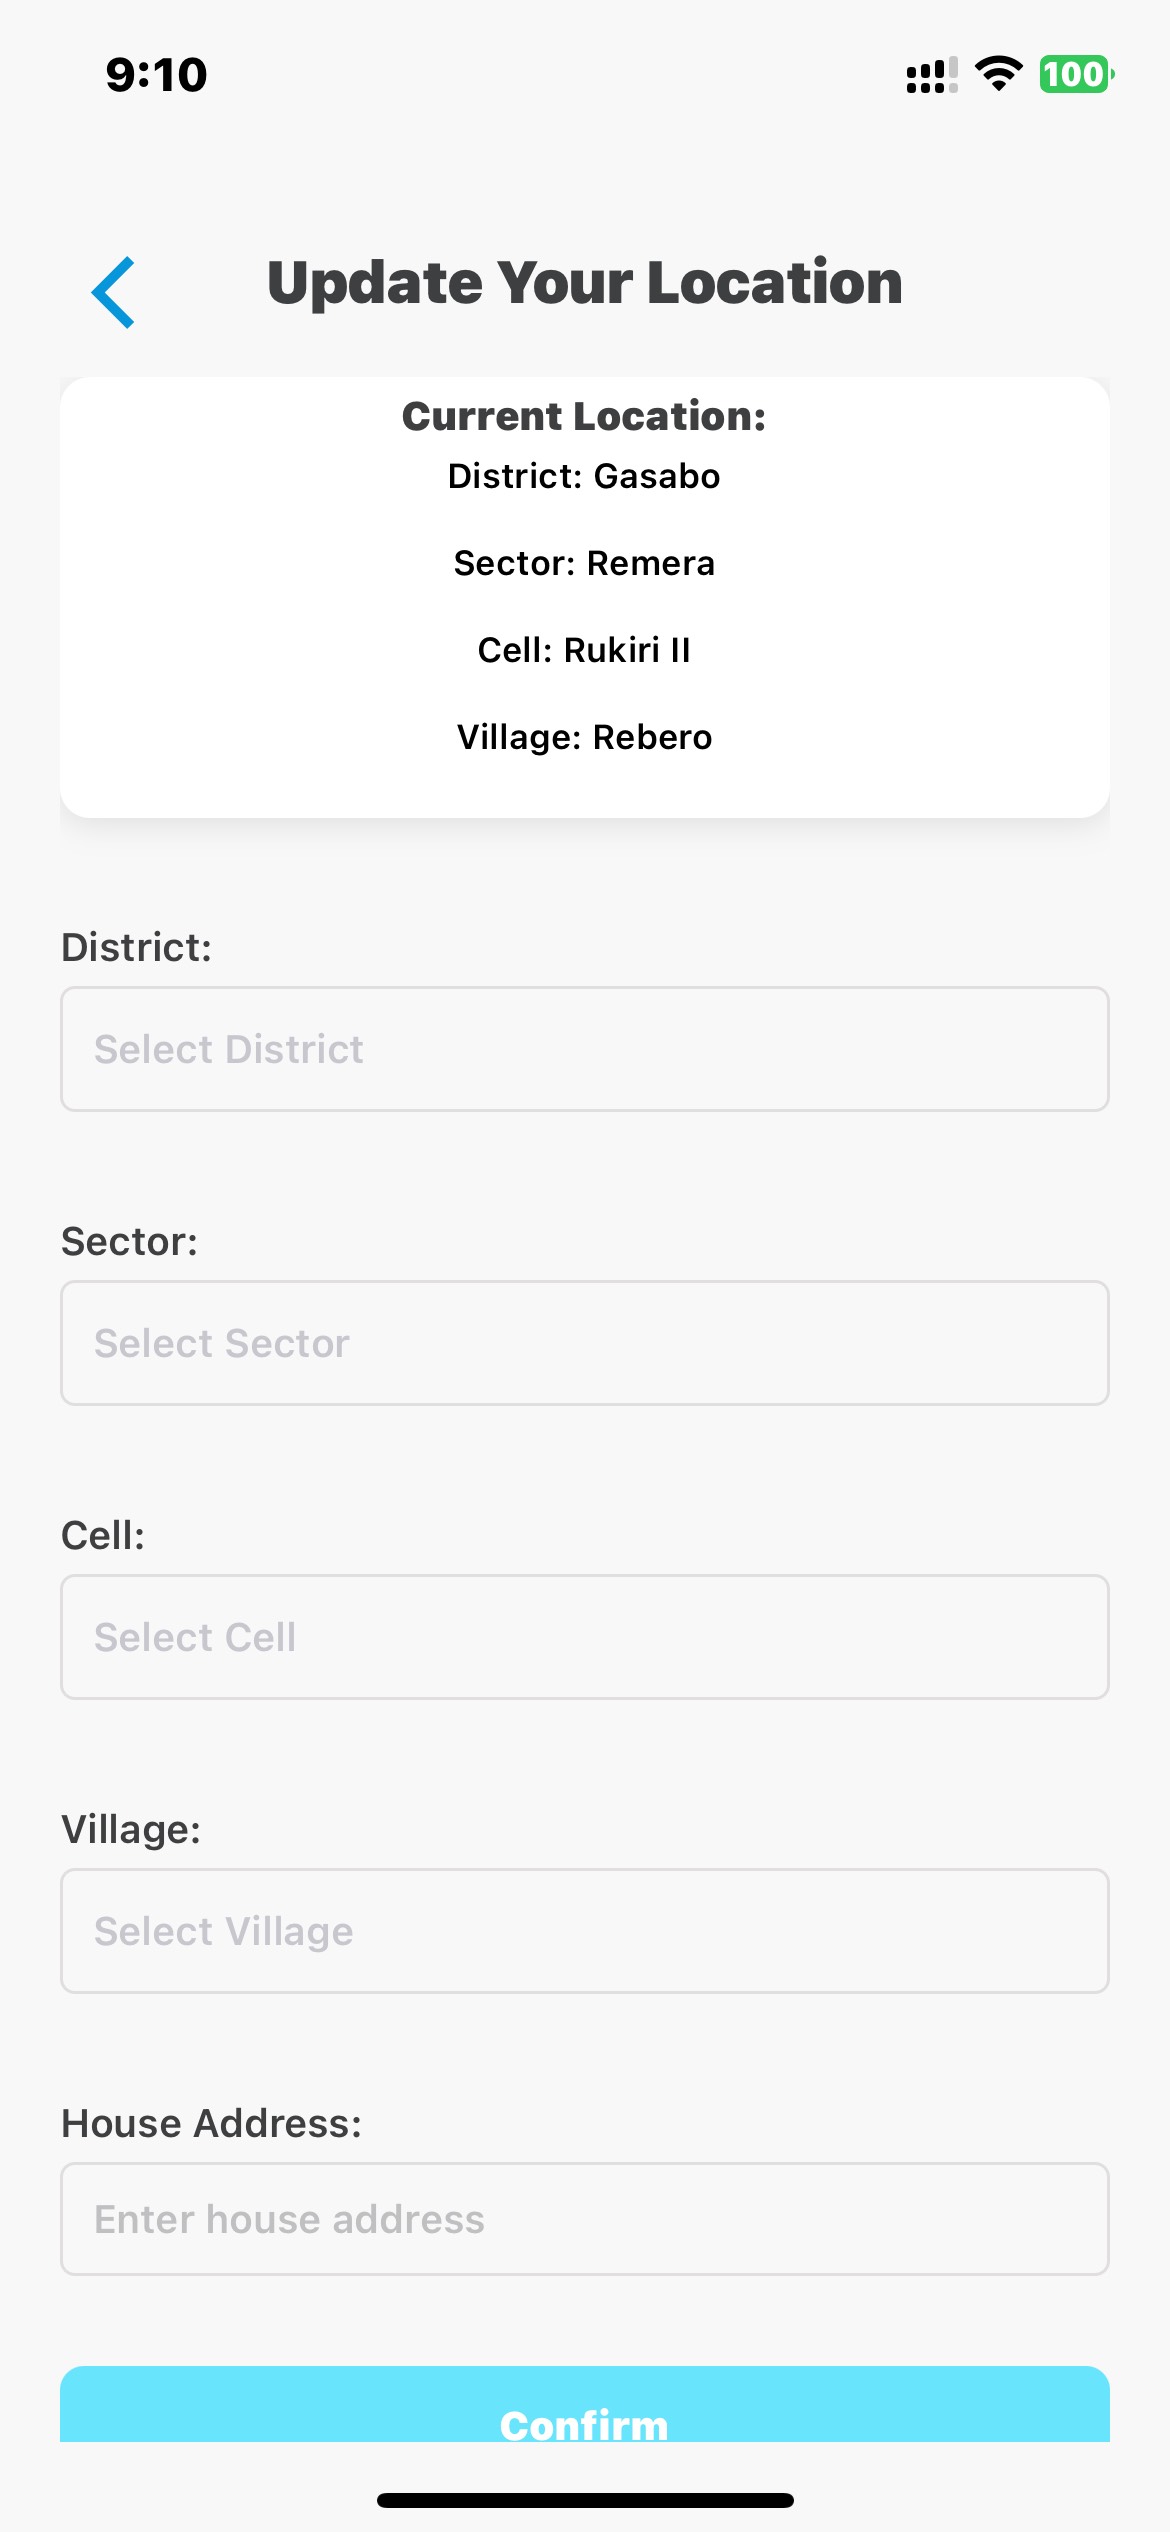 9:10
100
Update Your Location
Current Location:
District: Gasabo
Sector: Remera
Cell: Rukiri II
Village: Rebero
District:
Select District
Sector:
Select Sector
Cell:
Select Cell
Village:
Select Village
House Address:
Enter house address
Confirm